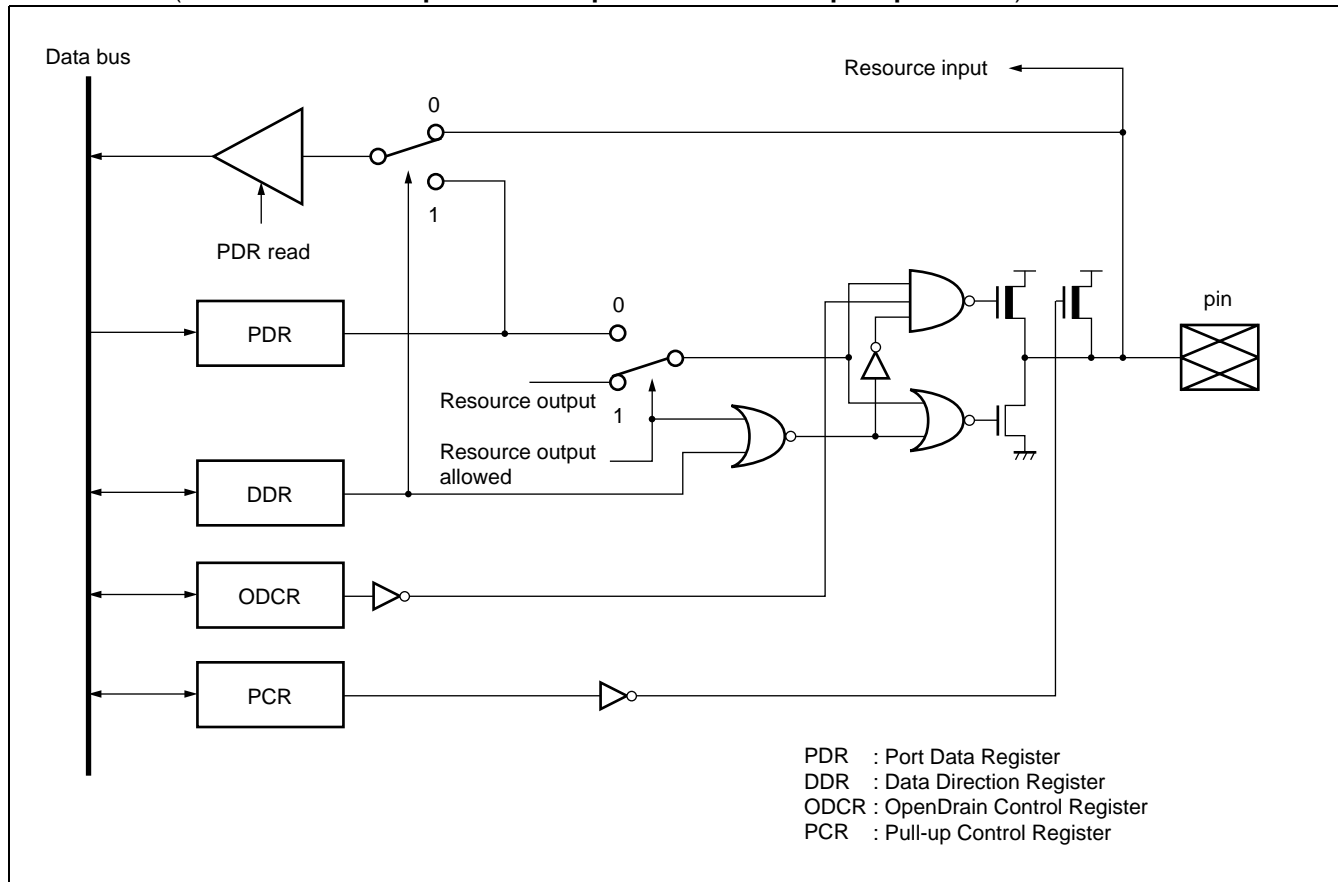 Data bus
Resource input
0
1
PDR read
pin
PDR
0
Resource output
1
Resource output
allowed
DDR
ODCR
PCR
PDR : Port Data Register
DDR : Data Direction Register
ODCR : OpenDrain Control Register
PCR : Pull-up Control Register